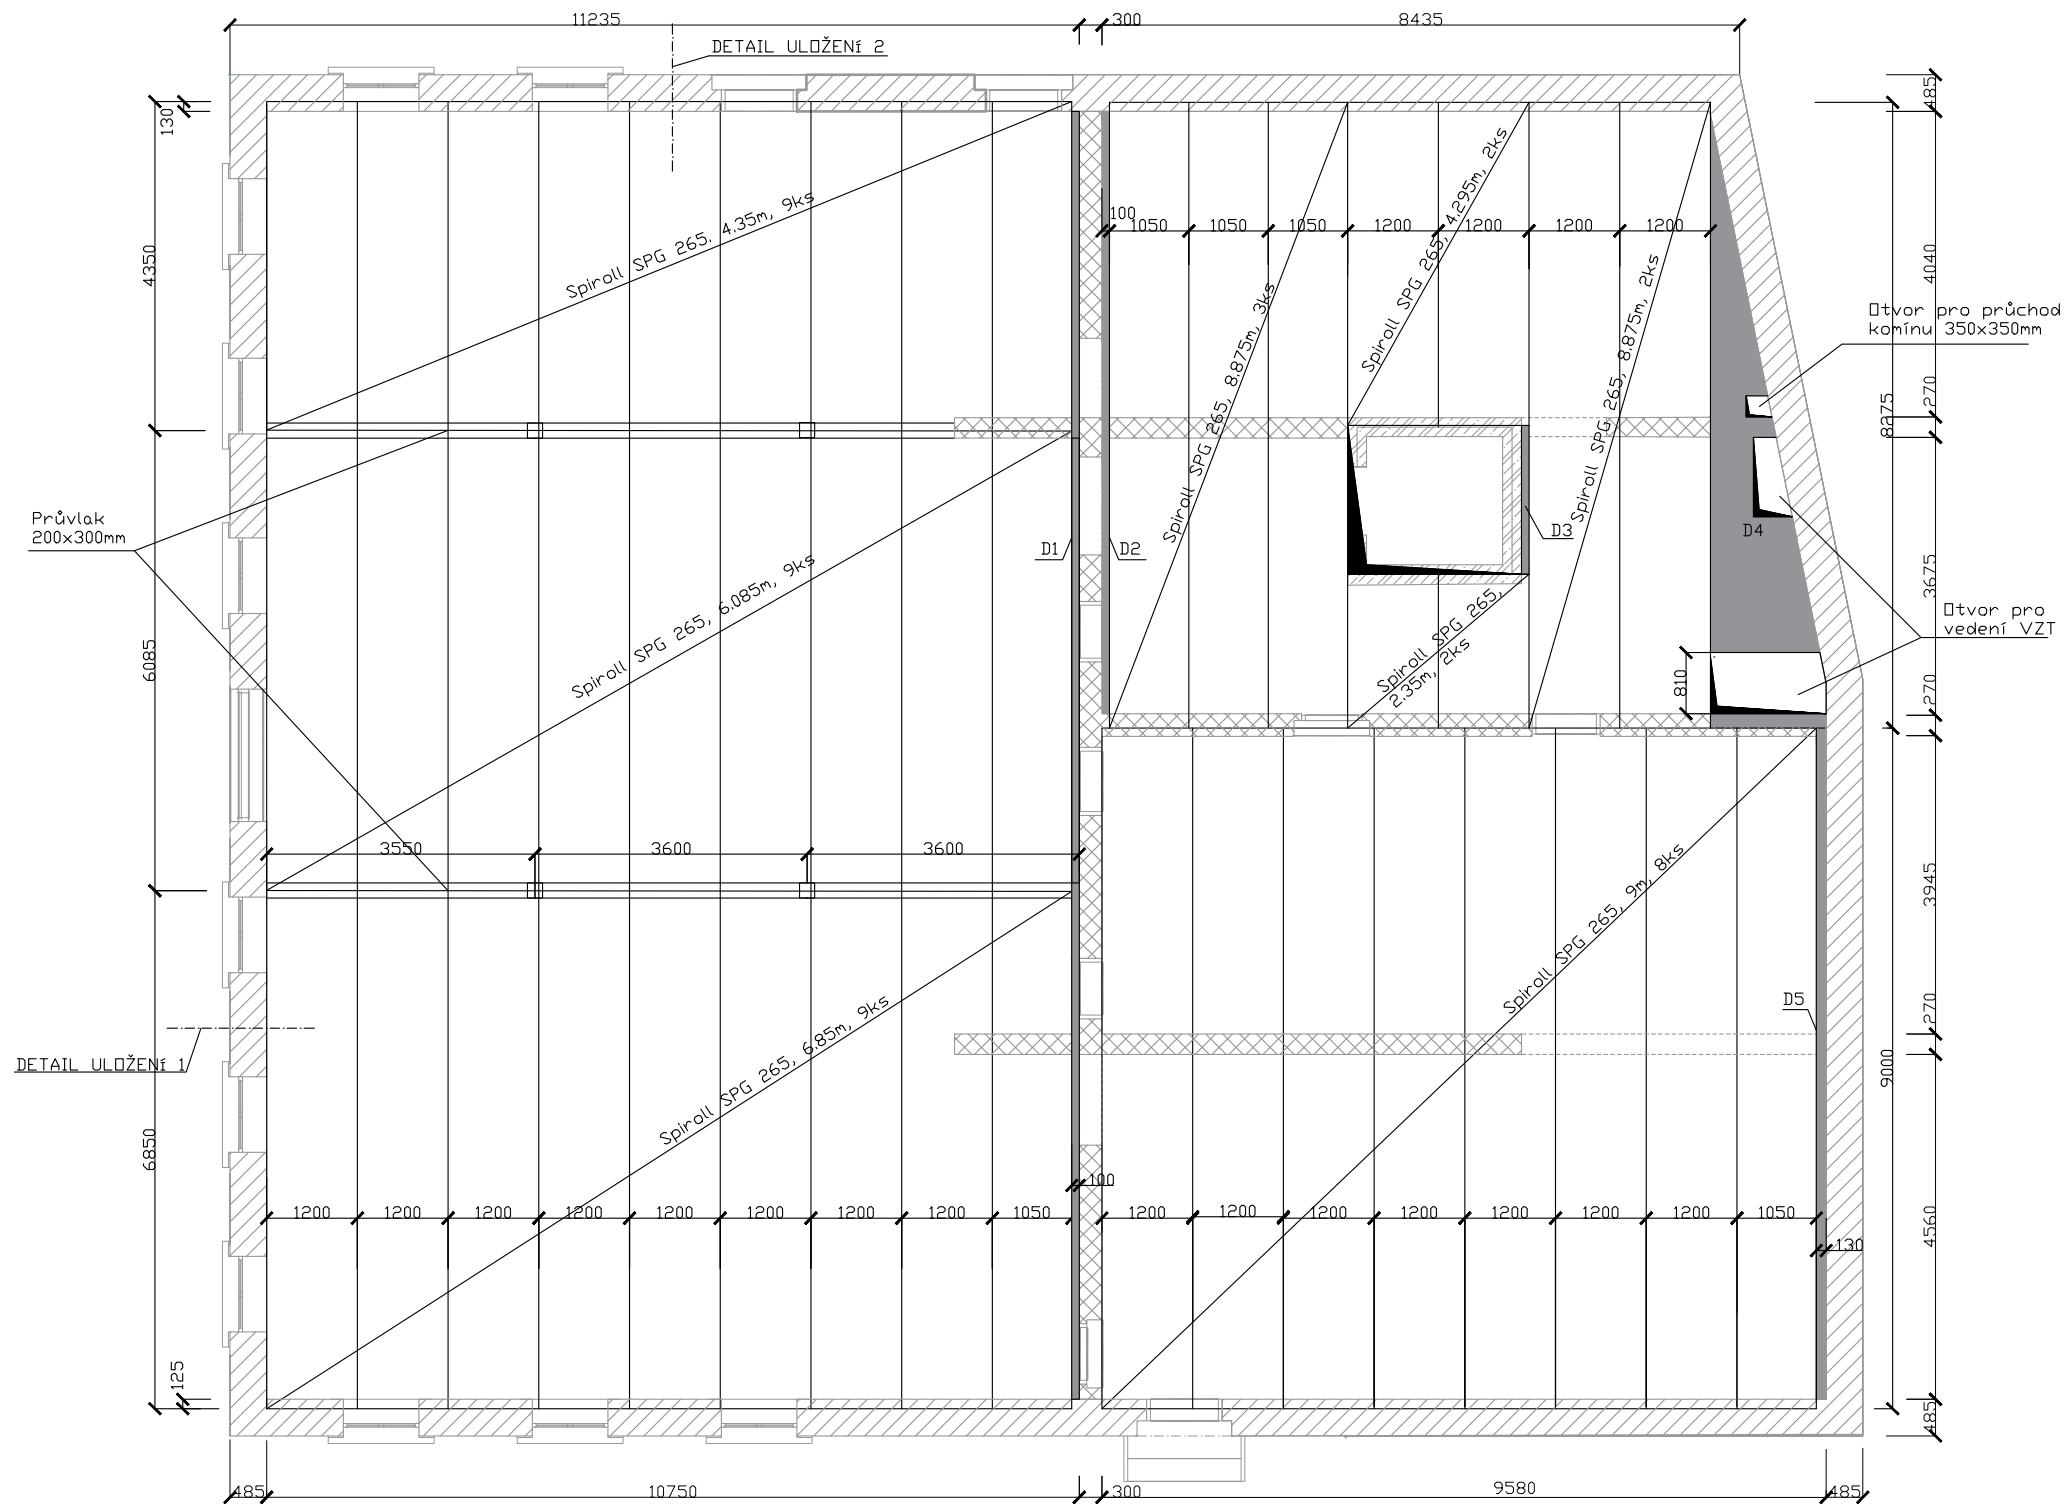 11235
300
8435
DETAIL ULOŽENí 2
130
485
Spiroll SPG 265, 4.35m, 9ks
Spiroll SPG 265, 4.295m, 2ks
100
1050
1050
1050
1200
1200
1200
1200
4350
4040
Spiroll SPG 265, 8.875m, 3ks
Spiroll SPG 265, 8.875m, 2ks
Otvor pro průchod
komínu 350x350mm
270
8275
Průvlak
200x300mm
D1
D2
D3
D4
3675
Spiroll SPG 265, 6.085m, 9ks
Otvor pro
vedení VZT
6085
Spiroll SPG 265,
2.35m, 2ks
810
270
3550
3600
3600
3945
Spiroll SPG 265, 9m, 8ks
Spiroll SPG 265, 6.85m, 9ks
D5
270
DETAIL ULOŽENí 1
9000
6850
100
1200
1200
1200
1200
1200
1200
1200
1200
1050
1200
1200
1200
1200
1200
1200
1200
1050
4560
130
125
485
485
10750
300
9580
485